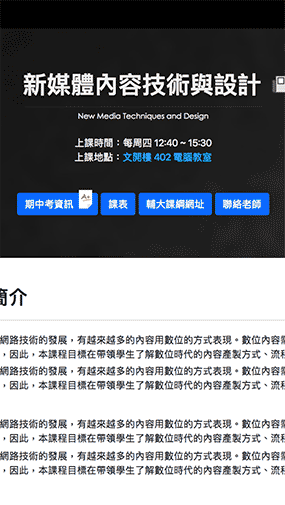 新媒體內容技術與設計
New Media Techniques and Design
上課時間：每周四 12:40 ~ 15:30
上課地點：文開樓 402 電腦教室
期中考資訊 A+ 課表 輔大課綱網址 聯絡老師
簡介
網路技術的發展，有越來越多的內容用數位的方式表現。數位內容需
，因此，本課程目標在帶領學生了解數位時代的內容產製方式、流程
網路技術的發展，有越來越多的內容用數位的方式表現。數位內容需
，因此，本課程目標在帶領學生了解數位時代的內容產製方式、流程
網路技術的發展，有越來越多的內容用數位的方式表現。數位內容需
，因此，本課程目標在帶領學生了解數位時代的內容產製方式、流程
網路技術的發展，有越來越多的內容用數位的方式表現。數位內容需
，因此，本課程目標在帶領學生了解數位時代的內容產製方式、流程